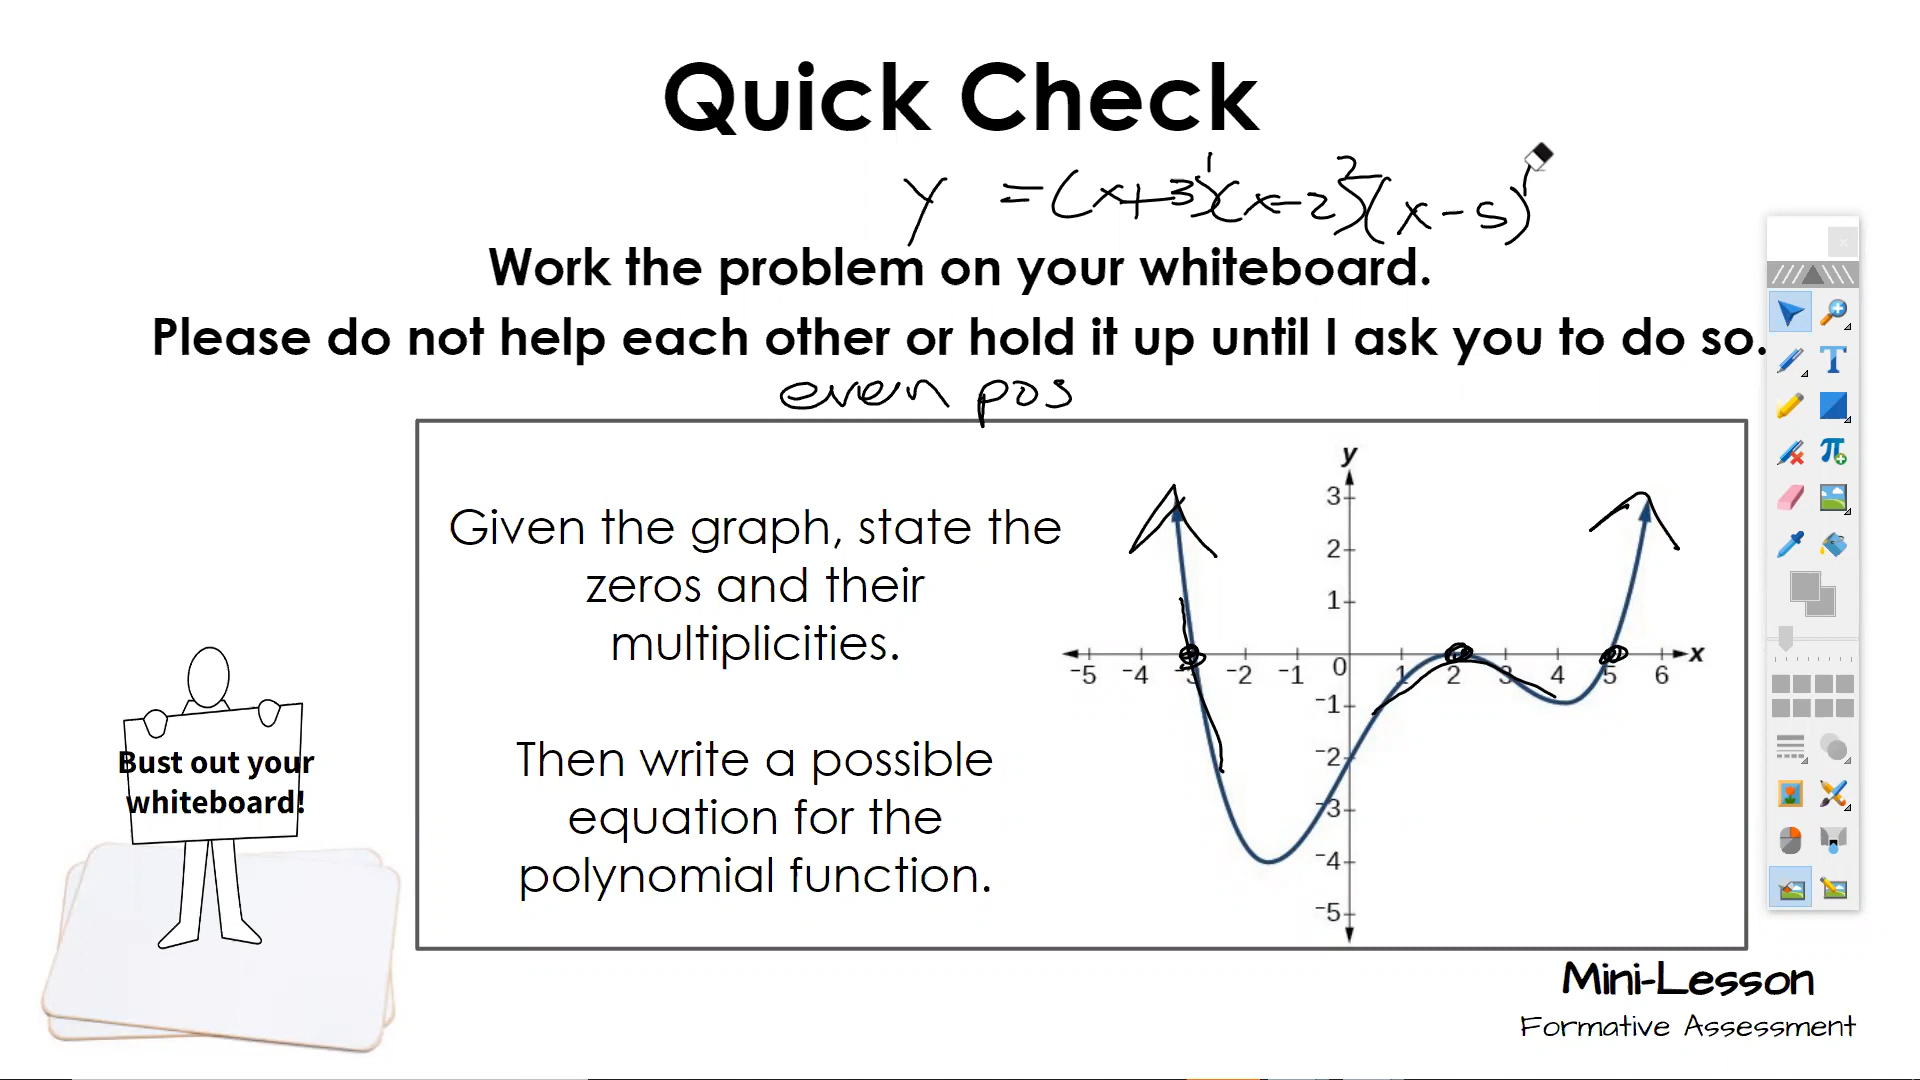 Quick Check
y = (x+3)¹(x-2)²(x-5)¹
Work the problem on your whiteboard.
Please do not help each other or hold it up until I ask you to do so.
even pos
Given the graph, state the
zeros and their
multiplicities.
Then write a possible
equation for the
polynomial function.
Bust out your
whiteboard!
y
3
2
1
-5 -4 -3 -2 -1 0 1 2 3 4 5 6 x
-1
-2
-3
-4
-5
Mini-Lesson
Formative Assessment